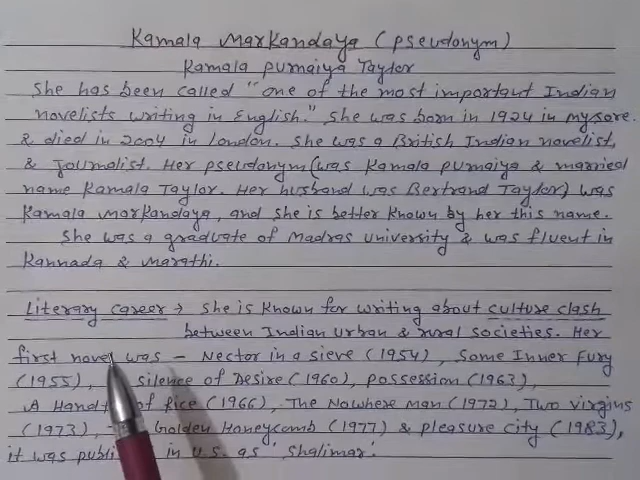 Kamala Markandaya (pseudonym)
Kamala Purnaiya Taylor
She has been called "one of the most important Indian
novelists writing in English." She was born in 1924 in mysore.
& died in 2004 in London. She was a British Indian novelist,
& Journalist. Her pseudonym (was Kamala Purnaiya & married
name Kamala Taylor. Her husband was Bertrand Taylor) was
Kamala Markandaya, and she is better known by her this name.
She was a graduate of Madras university & was fluent in
Kannada & Marathi.
Literary career → She is known for writing about culture clash
between Indian urban & rural societies. Her
first novel was – Nector in a sieve (1954), Some Inner Fury
(1955), silence of Desire (1960), possession (1963),
A Handful of Rice (1966), The Nowhere man (1972), Two virgins
(1973), Golden Honeycomb (1977) & pleasure city (1983),
it was in U.S. as 'Shalimar'.